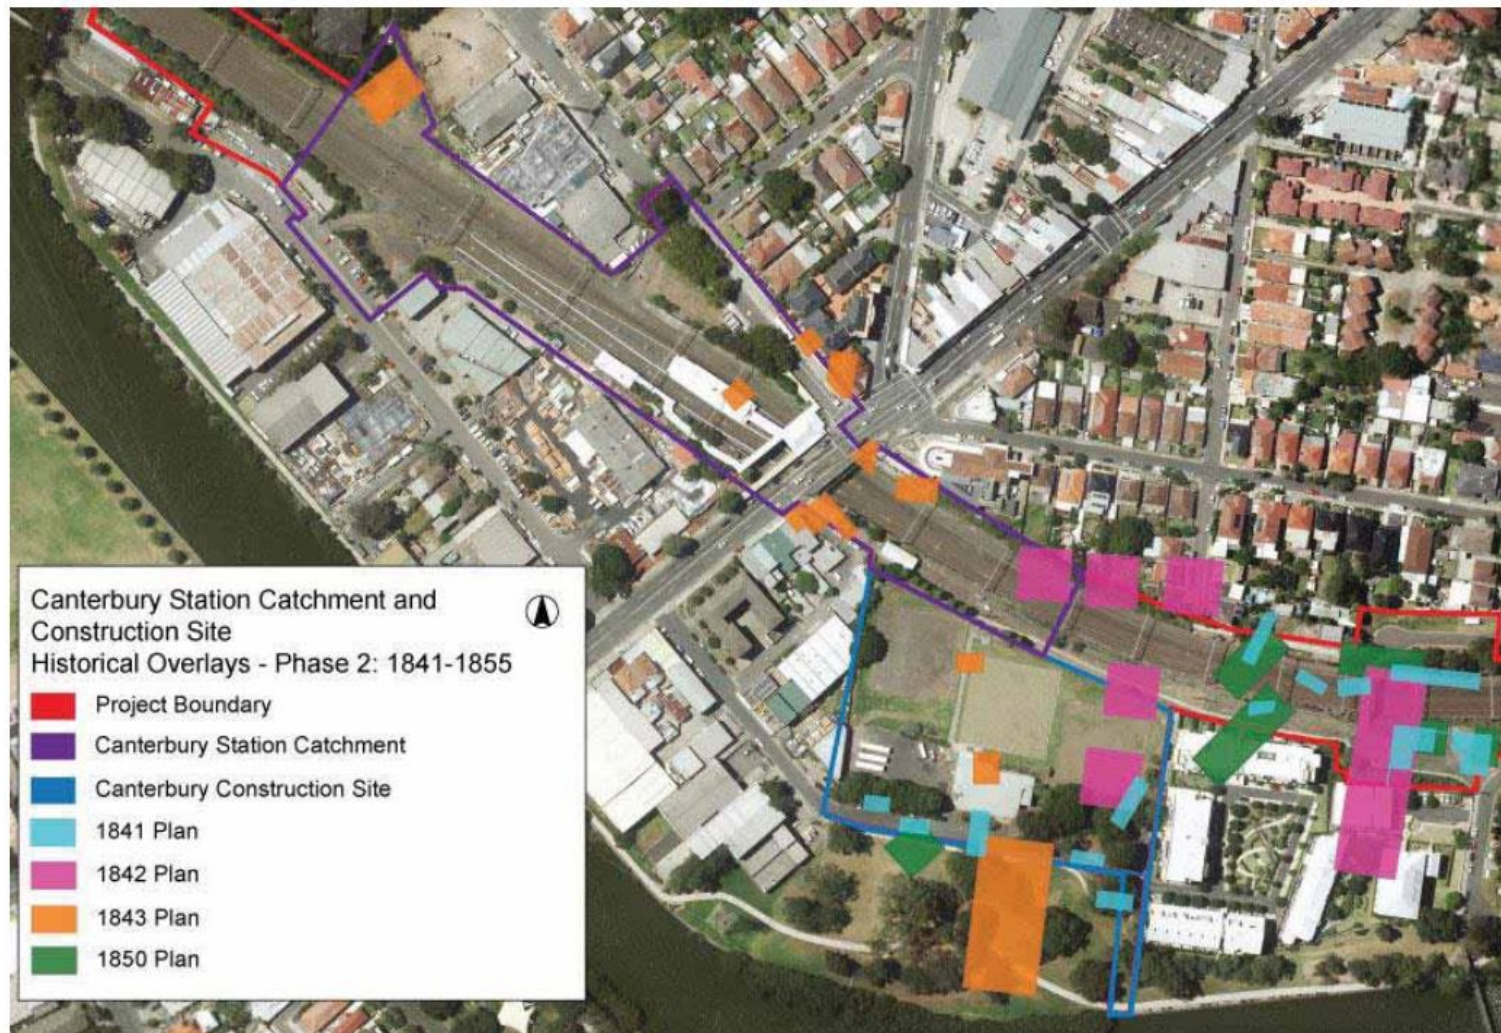 Canterbury Station Catchment and
Construction Site
Historical Overlays - Phase 2: 1841-1855
Project Boundary
Canterbury Station Catchment
Canterbury Construction Site
1841 Plan
1842 Plan
1843 Plan
1850 Plan